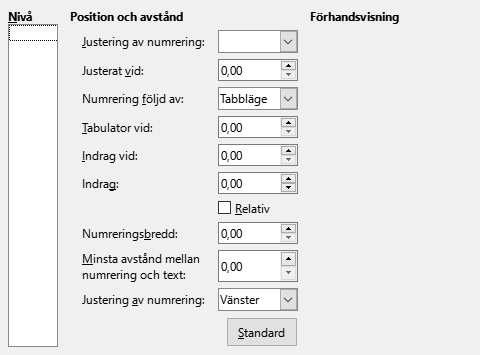 Nivå
Position och avstånd
Förhandsvisning
Justering av numrering:
Justerat vid: 0,00
Numrering följd av: Tabbläge
Tabulator vid: 0,00
Indrag vid: 0,00
Indrag: 0,00
Relativ
Numreringsbredd: 0,00
Minsta avstånd mellan
numrering och text: 0,00
Justering av numrering: Vänster
Standard